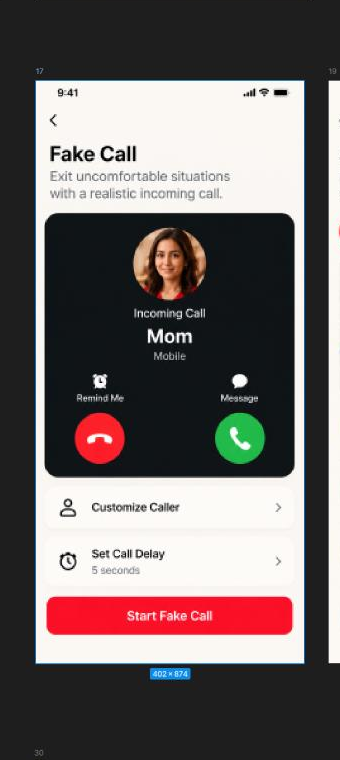 17
19
9:41
Fake Call
Exit uncomfortable situations
with a realistic incoming call.
Incoming Call
Mom
Mobile
Remind Me
Message
Customize Caller
Set Call Delay
5 seconds
Start Fake Call
402 × 874
30